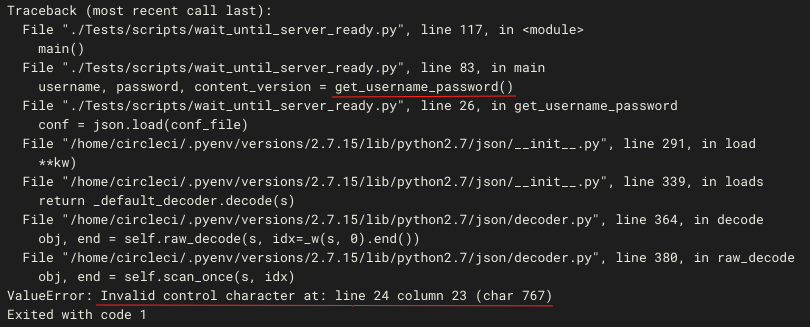 Traceback (most recent call last):
  File "./Tests/scripts/wait_until_server_ready.py", line 117, in <module>
    main()
  File "./Tests/scripts/wait_until_server_ready.py", line 83, in main
    username, password, content_version = get_username_password()
  File "./Tests/scripts/wait_until_server_ready.py", line 26, in get_username_password
    conf = json.load(conf_file)
  File "/home/circleci/.pyenv/versions/2.7.15/lib/python2.7/json/__init__.py", line 291, in load
    **kw)
  File "/home/circleci/.pyenv/versions/2.7.15/lib/python2.7/json/__init__.py", line 339, in loads
    return _default_decoder.decode(s)
  File "/home/circleci/.pyenv/versions/2.7.15/lib/python2.7/json/decoder.py", line 364, in decode
    obj, end = self.raw_decode(s, idx=_w(s, 0).end())
  File "/home/circleci/.pyenv/versions/2.7.15/lib/python2.7/json/decoder.py", line 380, in raw_decode
    obj, end = self.scan_once(s, idx)
ValueError: Invalid control character at: line 24 column 23 (char 767)
Exited with code 1